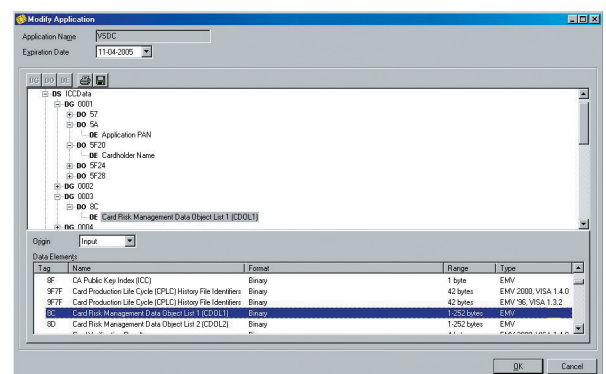 Modify Application
Application Name VSDC
Expiration Date 11-04-2005
DG DO DE
DS ICCData
DG 0001
DO 57
DO 5A
DE Application PAN
DO 5F20
DE Cardholder Name
DO 5F24
DO 5F28
DG 0002
DG 0003
DO 8C
DE Card Risk Management Data Object List 1 (CDOL1)
DG 0004
Origin Input
Data Elements
Tag Name Format Range Type
8F CA Public Key Index (ICC) Binary 1 byte EMV
9F7F Card Production Life Cycle (CPLC) History File Identifiers Binary 42 bytes EMV 2000, VISA 1.4.0
9F7F Card Production Life Cycle (CPLC) History File Identifiers Binary 42 bytes EMV '96, VISA 1.3.2
8C Card Risk Management Data Object List 1 (CDOL1) Binary 1-252 bytes EMV
8D Card Risk Management Data Object List 2 (CDOL2) Binary 1-252 bytes EMV
OK Cancel